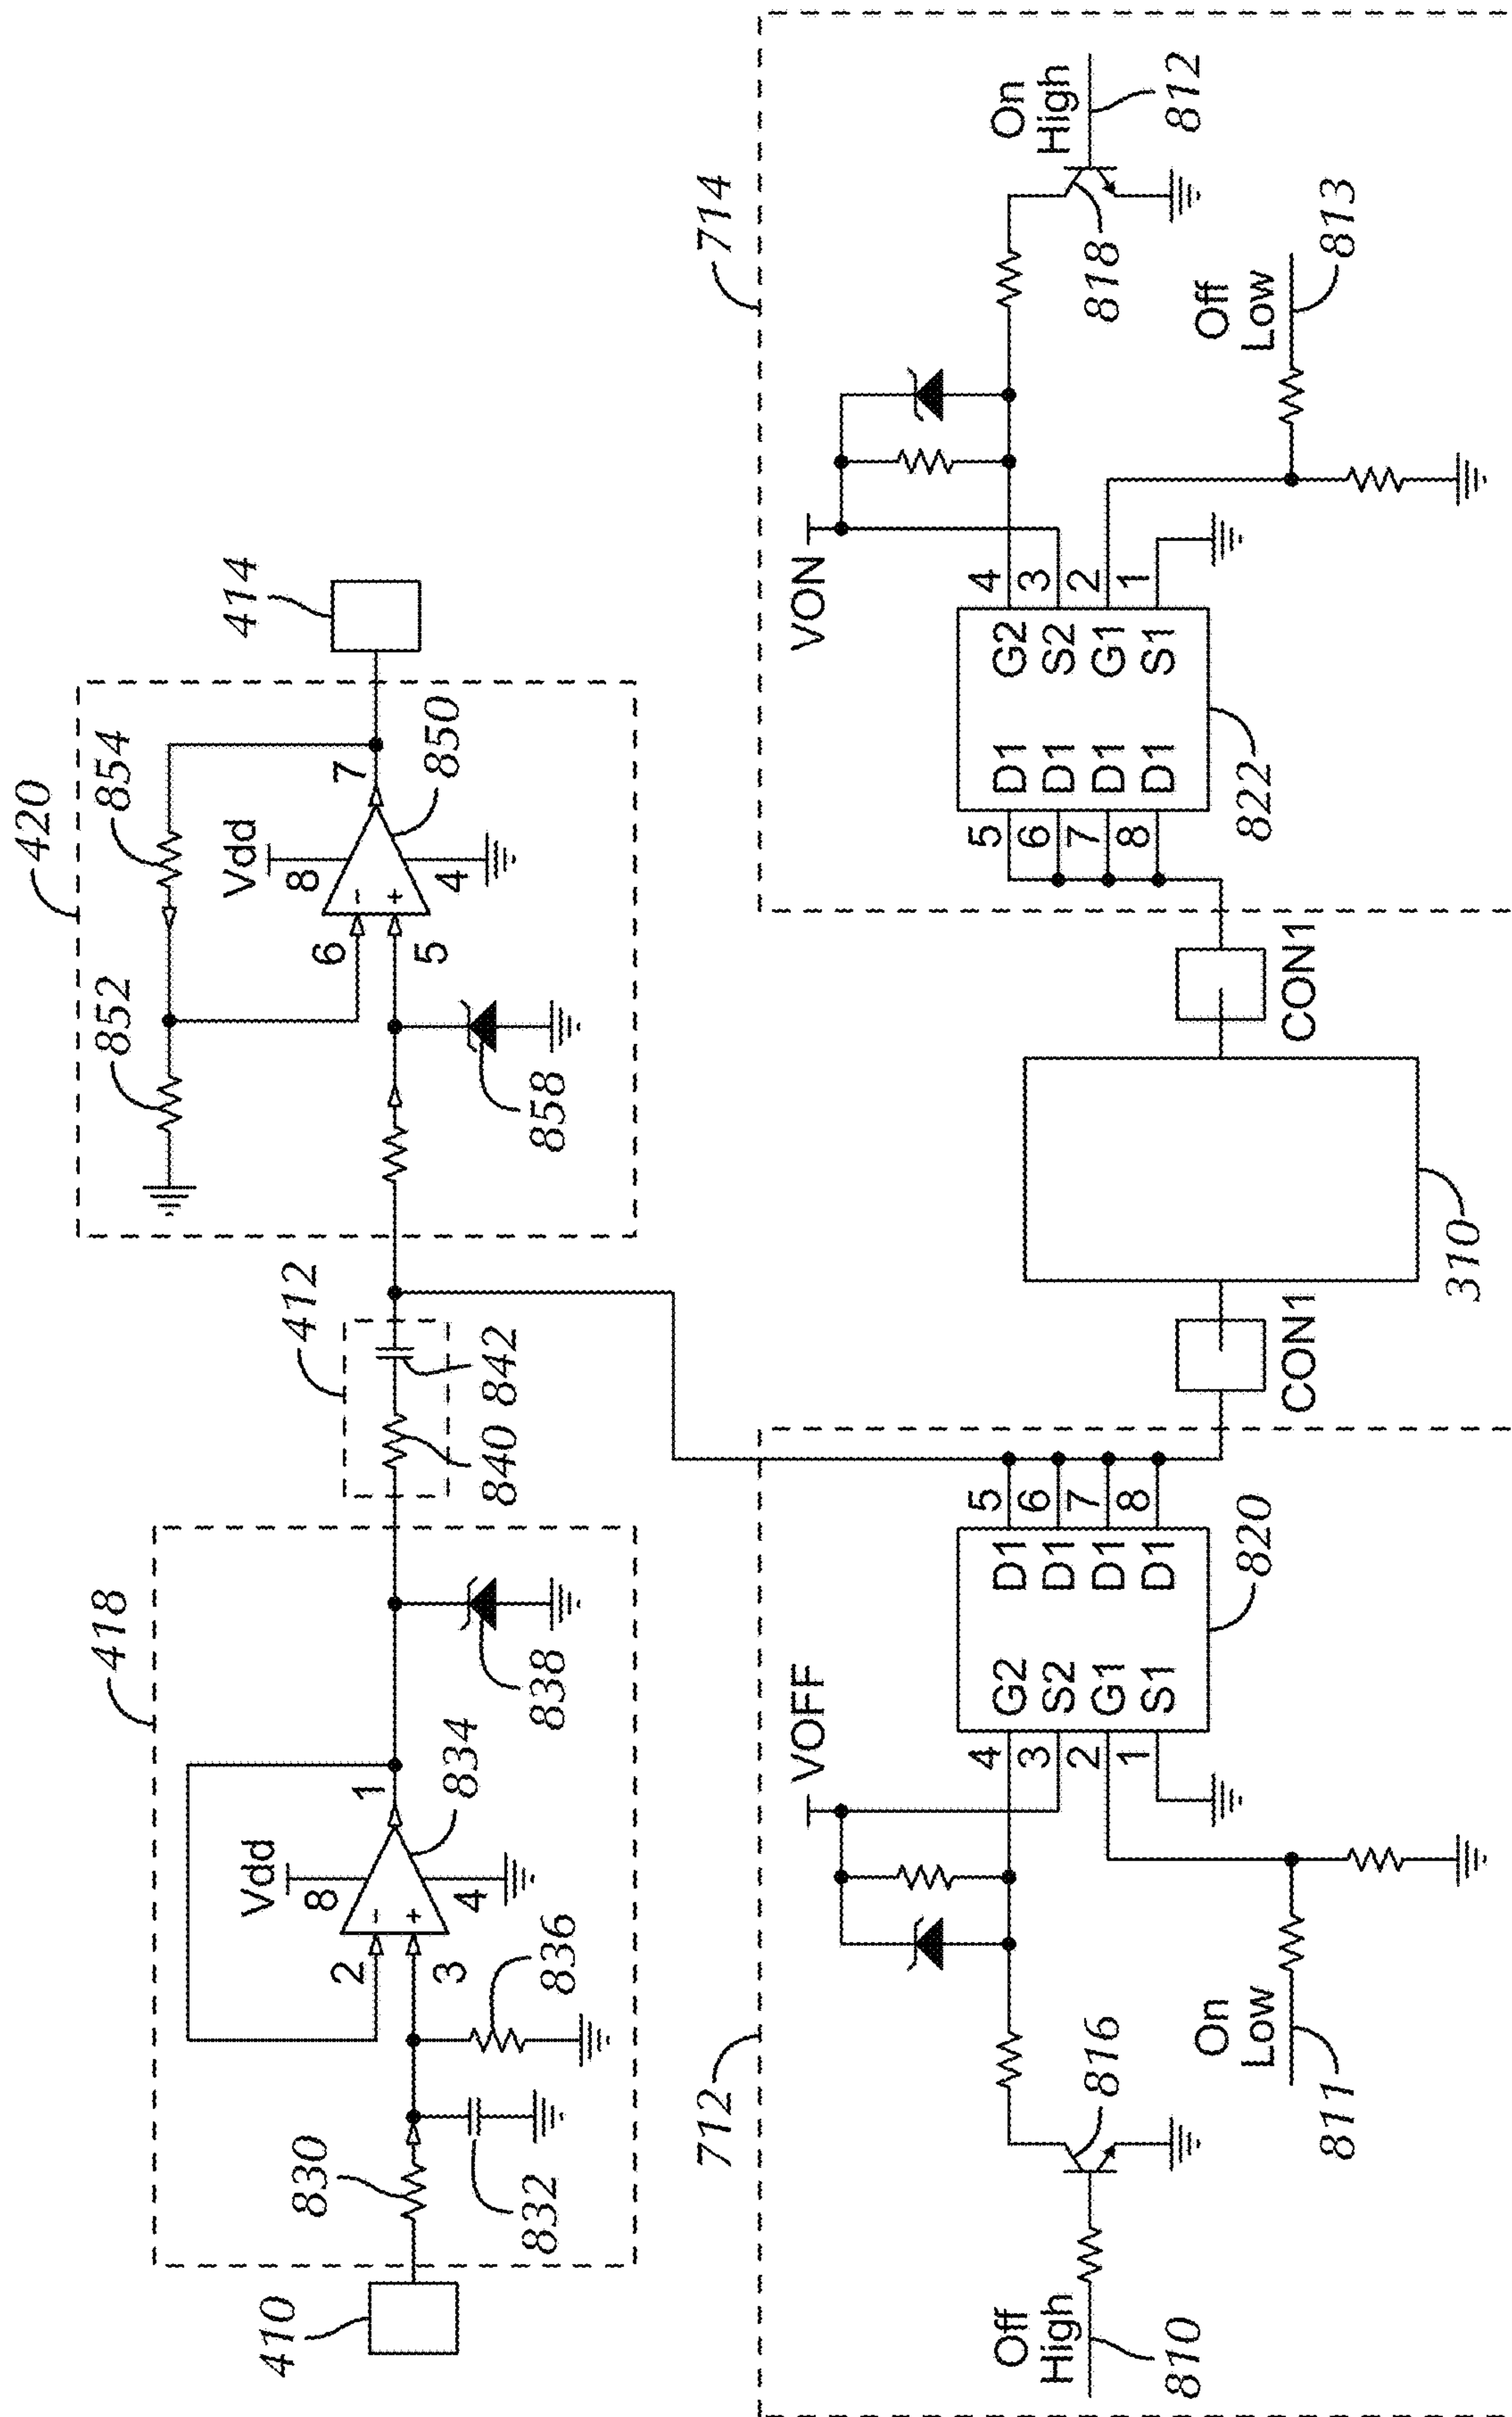 420
854
414
852
Vdd
8
7
6
-
+
5
4
850
858
412
842
840
418
Vdd
8
1
2
-
+
3
4
834
836
838
830
832
410
712
VOFF
Off
High
810
816
On
Low
811
4
3
2
1
G2
S2
G1
S1
D1
D1
D1
D1
5
6
7
8
820
CON1
310
CON1
714
VON
5
6
7
8
D1
D1
D1
D1
G2
S2
G1
S1
4
3
2
1
822
On
High
812
818
Off
Low
813